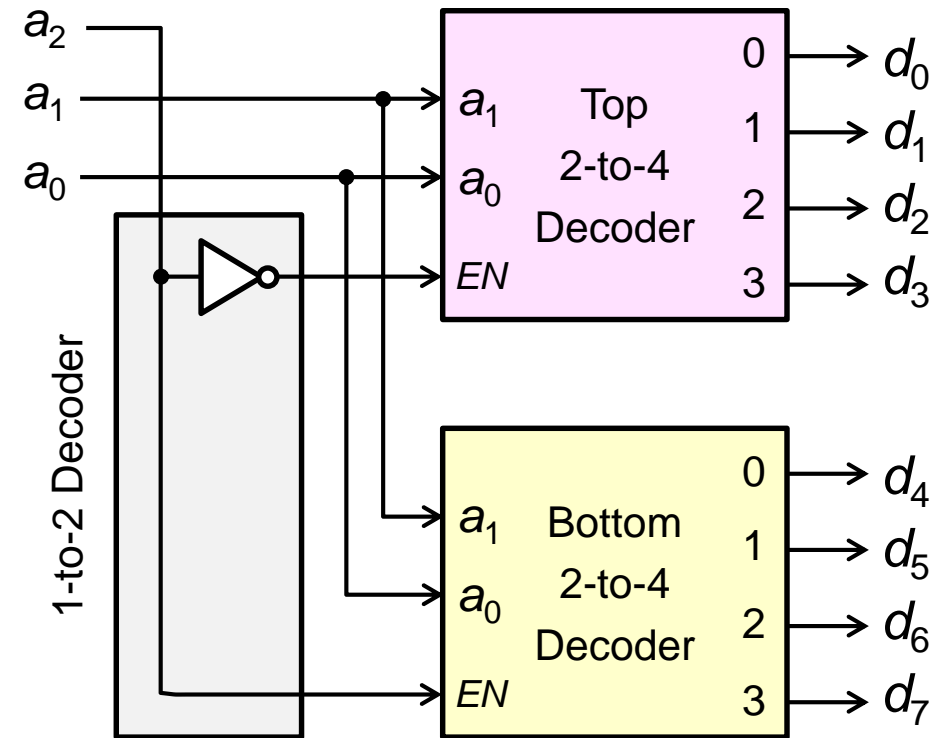 a₂
a₁
a₀
1-to-2 Decoder
a₁
a₀
EN
Top
2-to-4
Decoder
0
1
2
3
d₀
d₁
d₂
d₃
a₁
a₀
EN
Bottom
2-to-4
Decoder
0
1
2
3
d₄
d₅
d₆
d₇